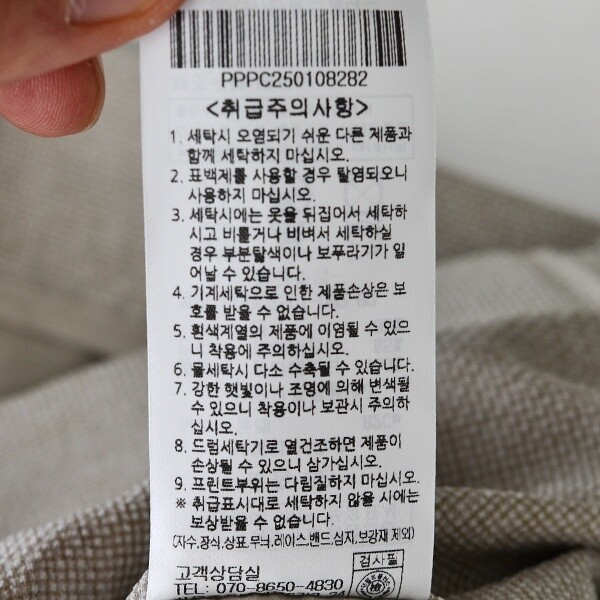 PPPC250108282
<취급주의사항>
1. 세탁시 오염되기 쉬운 다른 제품과
함께 세탁하지 마십시오.
2. 표백제를 사용할 경우 탈염되오니
사용하지 마십시오.
3. 세탁시에는 옷을 뒤집어서 세탁하
시고 비틀거나 비벼서 세탁하실
경우 부분탈색이나 보푸라기가 일
어날 수 있습니다.
4. 기계세탁으로 인한 제품손상은 보
호를 받을 수 없습니다.
5. 흰색계열의 제품에 이염될 수 있으
니 착용에 주의하십시오.
6. 물세탁시 다소 수축될 수 있습니다.
7. 강한 햇빛이나 조명에 의해 변색될
수 있으니 착용이나 보관시 주의하
십시오.
8. 드럼세탁기로 열건조하면 제품이
손상될 수 있으니 삼가십시오.
9. 프린트부위는 다림질하지 마십시오.
※ 취급표시대로 세탁하지 않을 시에는
보상받을 수 없습니다.
(자수,장식,상표,무늬,레이스,밴드,심지,보강재 제외)
검사필
고객상담실
TEL: 070-8650-4830